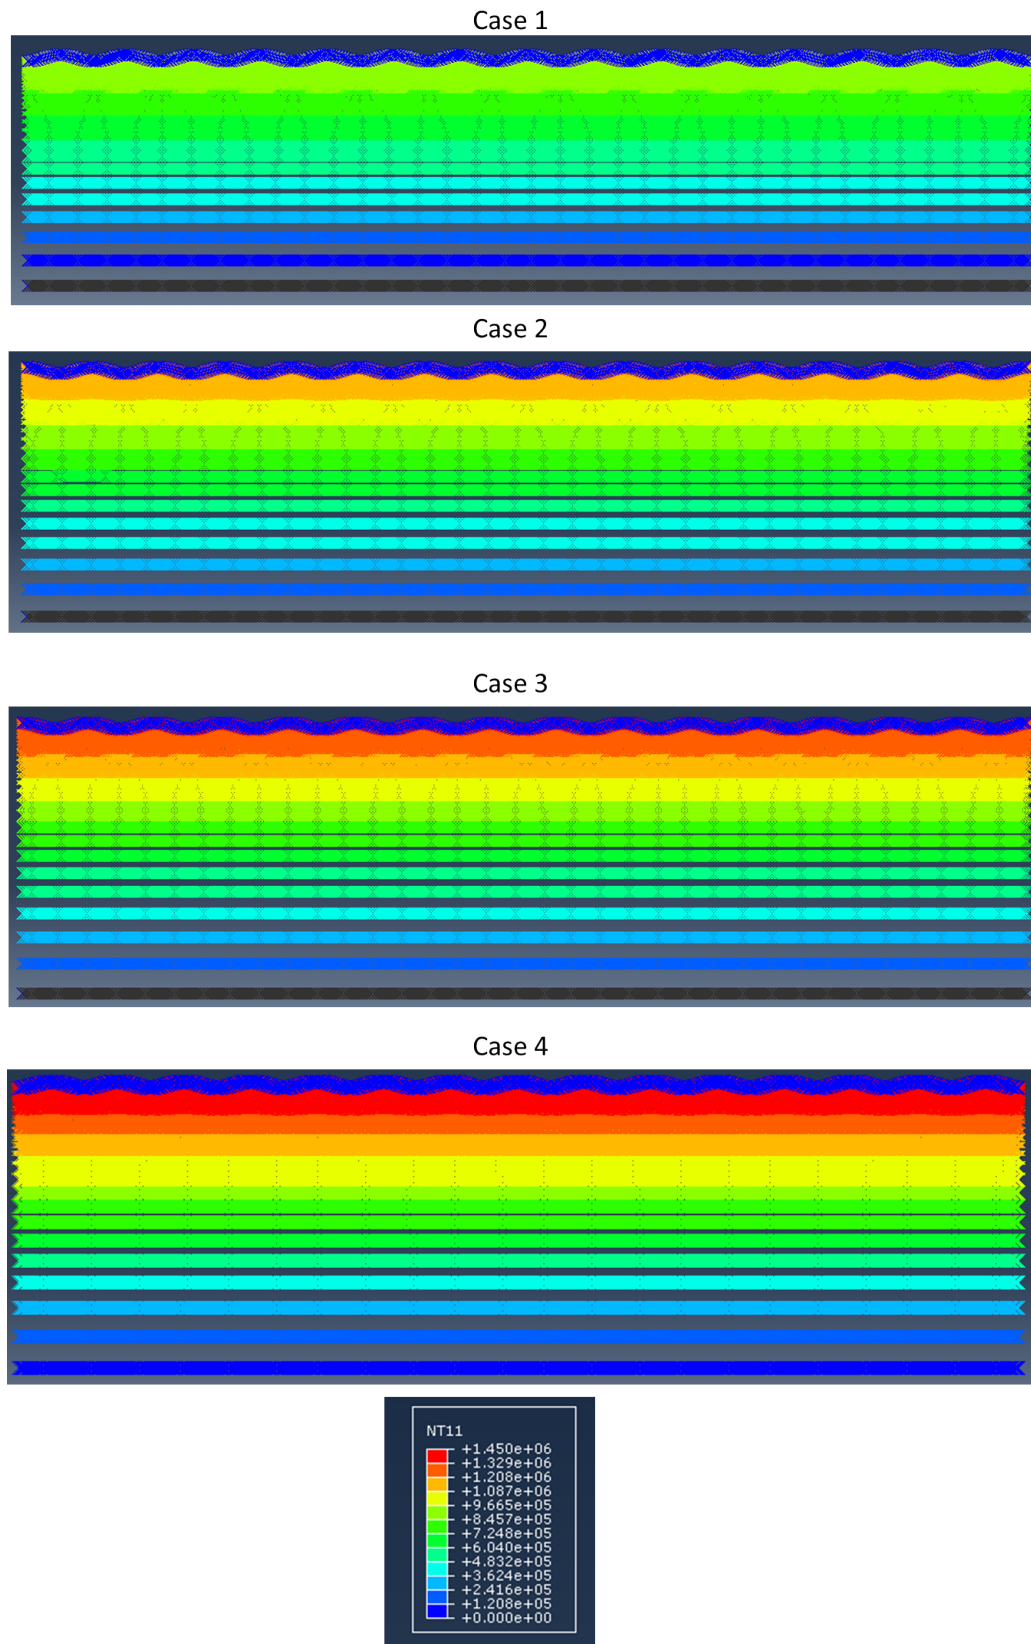 Case 1
Case 2
Case 3
Case 4
NT11
+1.450e+06
+1.329e+06
+1.208e+06
+1.087e+06
+9.665e+05
+8.457e+05
+7.248e+05
+6.040e+05
+4.832e+05
+3.624e+05
+2.416e+05
+1.208e+05
+0.000e+00